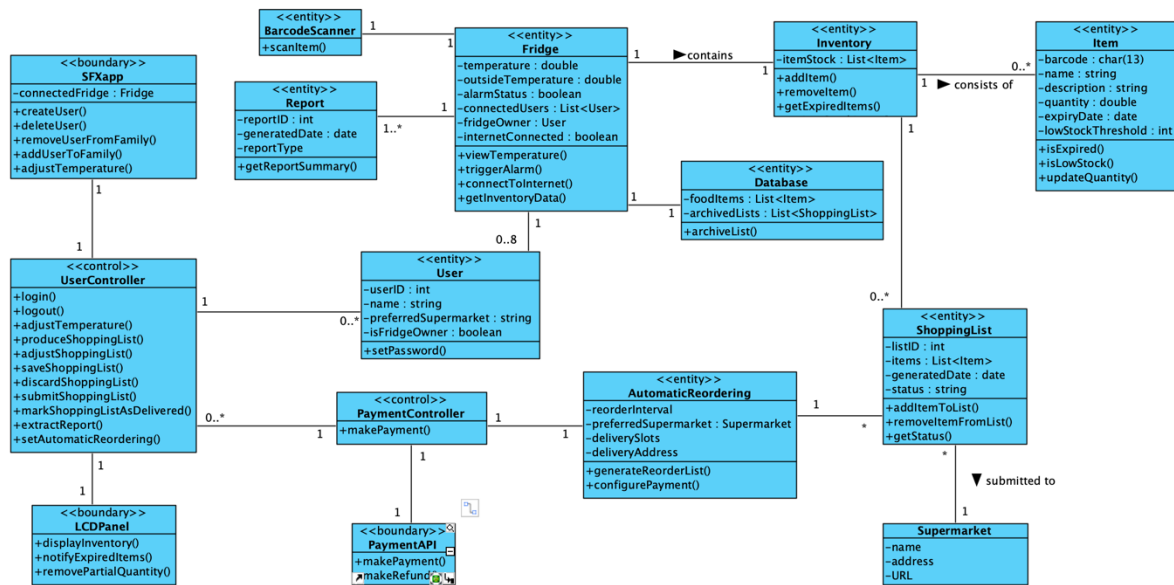 <<entity>>
BarcodeScanner
+scanItem()
1
1
<<entity>>
Fridge
-temperature : double
-outsideTemperature : double
-alarmStatus : boolean
-connectedUsers : List<User>
-fridgeOwner : User
-internetConnected : boolean
+viewTemperature()
+triggerAlarm()
+connectToInternet()
+getInventoryData()
1
contains
1
<<entity>>
Inventory
-itemStock : List<Item>
+addItem()
+removeItem()
+getExpiredItems()
1
consists of
0..*
<<entity>>
Item
-barcode : char(13)
-name : string
-description : string
-quantity : double
-expiryDate : date
-lowStockThreshold : int
+isExpired()
+isLowStock()
+updateQuantity()
<<boundary>>
SFXapp
-connectedFridge : Fridge
+createUser()
+deleteUser()
+removeUserFromFamily()
+addUserToFamily()
+adjustTemperature()
<<entity>>
Report
-reportID : int
-generatedDate : date
-reportType
+getReportSummary()
1
1..*
<<entity>>
Database
-foodItems : List<Item>
-archivedLists : List<ShoppingList>
+archiveList()
1
1
1
1
1
0..8
1
0..*
<<control>>
UserController
+login()
+logout()
+adjustTemperature()
+produceShoppingList()
+adjustShoppingList()
+saveShoppingList()
+discardShoppingList()
+submitShoppingList()
+markShoppingListAsDelivered()
+extractReport()
+setAutomaticReordering()
1
0..*
<<entity>>
User
-userID : int
-name : string
-preferredSupermarket : string
-isFridgeOwner : boolean
+setPassword()
<<entity>>
ShoppingList
-listID : int
-items : List<Item>
-generatedDate : date
-status : string
+addItemToList()
+removeItemFromList()
+getStatus()
0..*
1
<<control>>
PaymentController
+makePayment()
1
1
<<entity>>
AutomaticReordering
-reorderInterval
-preferredSupermarket : Supermarket
-deliverySlots
-deliveryAddress
+generateReorderList()
+configurePayment()
1
*
1
1
<<boundary>>
LCDPanel
+displayInventory()
+notifyExpiredItems()
+removePartialQuantity()
1
1
<<boundary>>
PaymentAPI
+makePayment()
makeRefund
*
submitted to
1
Supermarket
-name
-address
-URL